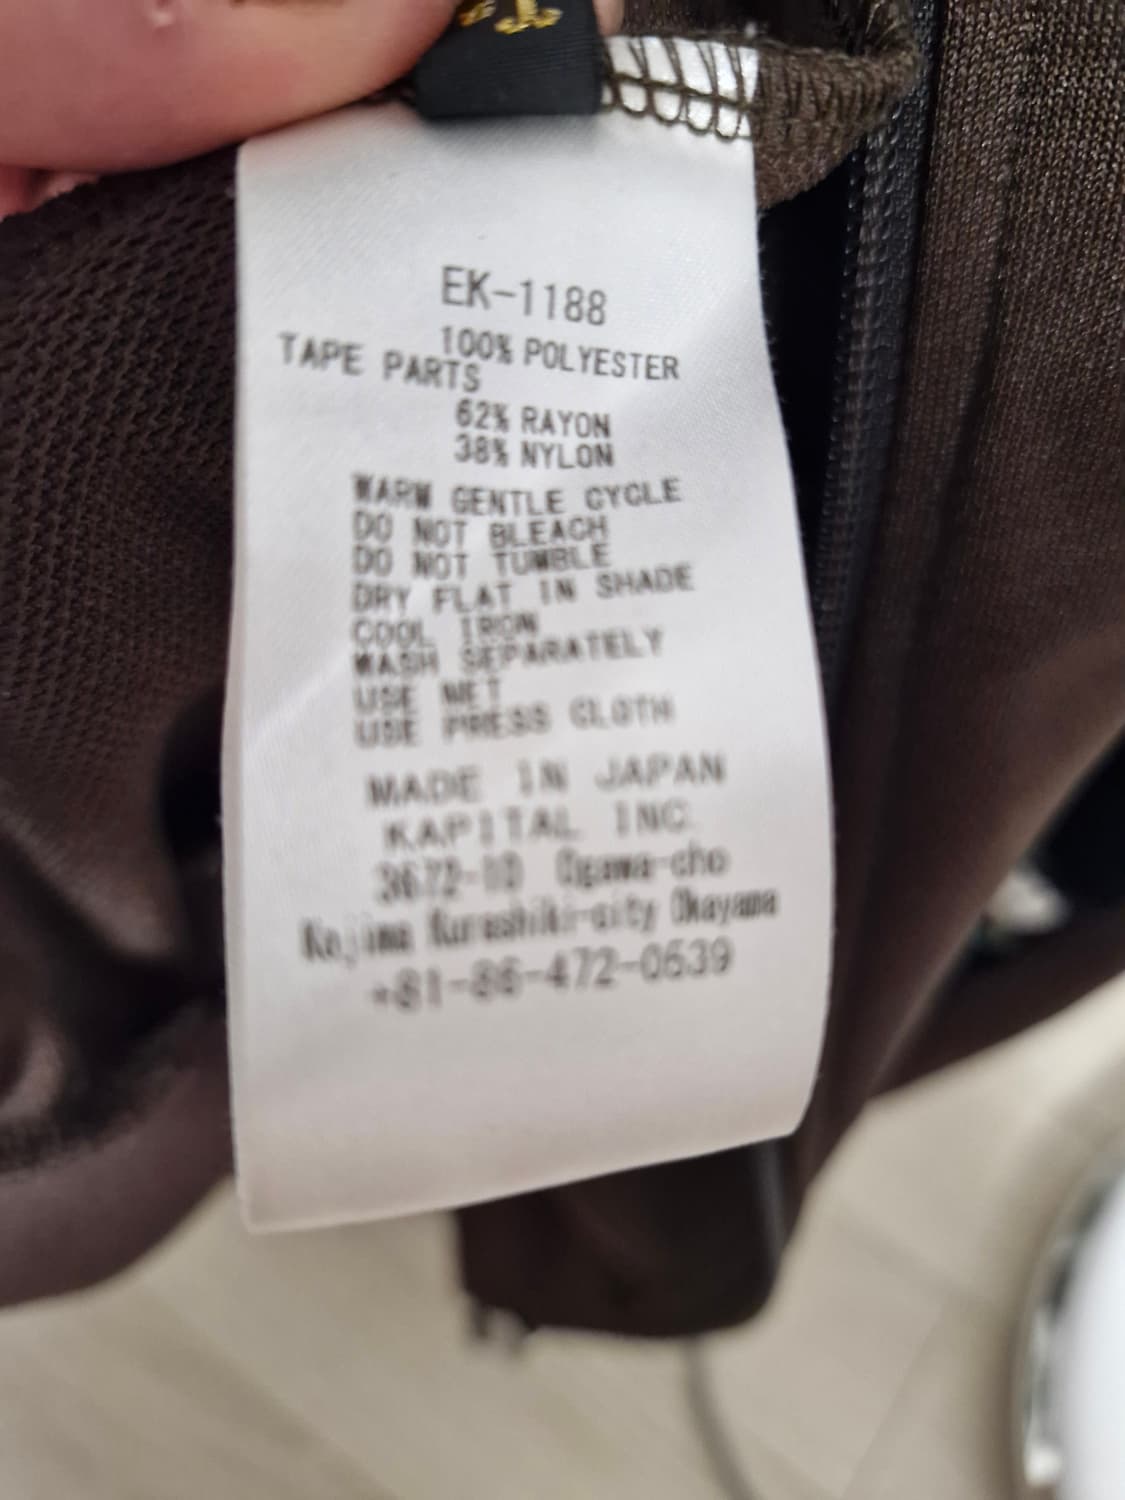 EK-1188
100% POLYESTER
TAPE PARTS
62% RAYON
38% NYLON
WARM GENTLE CYCLE
DO NOT BLEACH
DO NOT TUMBLE
DRY FLAT IN SHADE
COOL IRON
WASH SEPARATELY
USE NET
USE PRESS CLOTH
MADE IN JAPAN
KAPITAL INC.
3672-10 Ogawa-cho
Kojima Kurashiki-city Okayama
+81-86-472-0539